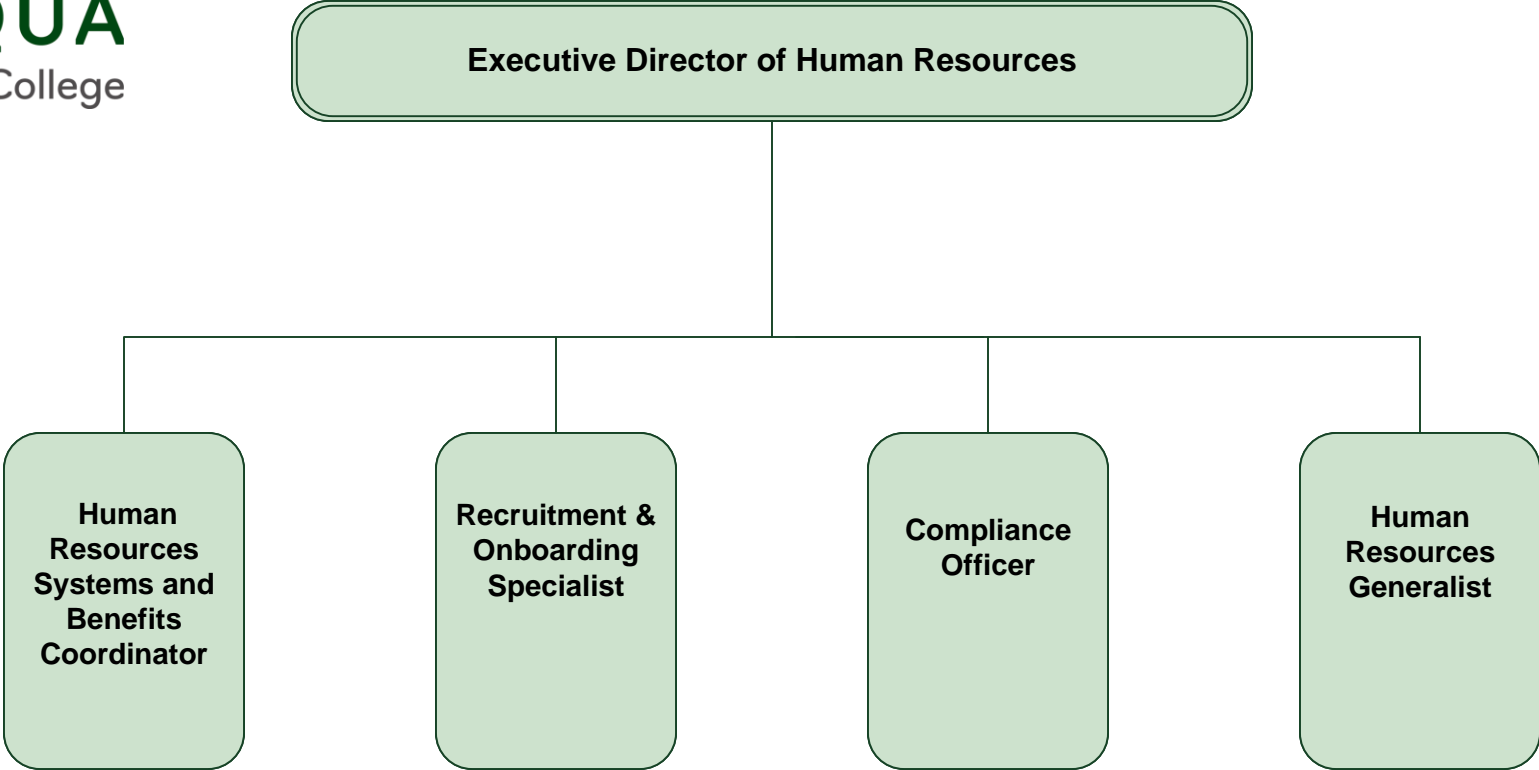 QUA
College
Executive Director of Human Resources
Human
Resources
Systems and
Benefits
Coordinator
Recruitment &
Onboarding
Specialist
Compliance
Officer
Human
Resources
Generalist